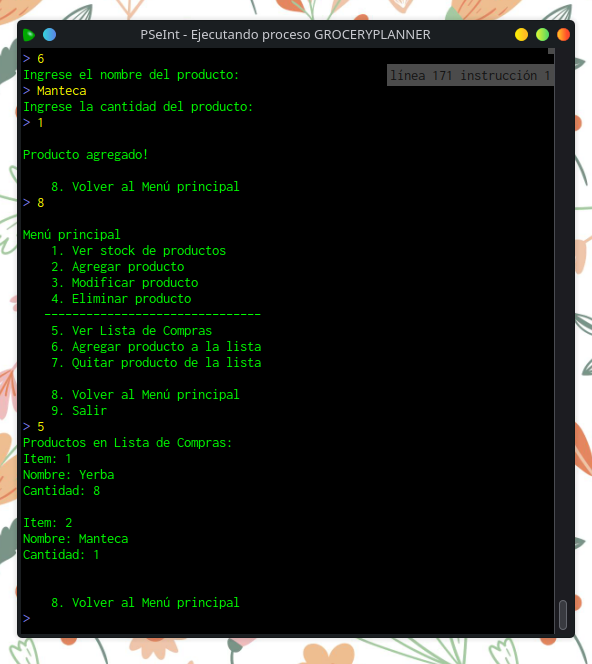 PSeInt - Ejecutando proceso GROCERYPLANNER
> 6
Ingrese el nombre del producto:
línea 171 instrucción 1
> Manteca
Ingrese la cantidad del producto:
> 1
Producto agregado!
8. Volver al Menú principal
> 8
Menú principal
1. Ver stock de productos
2. Agregar producto
3. Modificar producto
4. Eliminar producto
-------------------------------
5. Ver Lista de Compras
6. Agregar producto a la lista
7. Quitar producto de la lista
8. Volver al Menú principal
9. Salir
> 5
Productos en Lista de Compras:
Item: 1
Nombre: Yerba
Cantidad: 8
Item: 2
Nombre: Manteca
Cantidad: 1
8. Volver al Menú principal
>